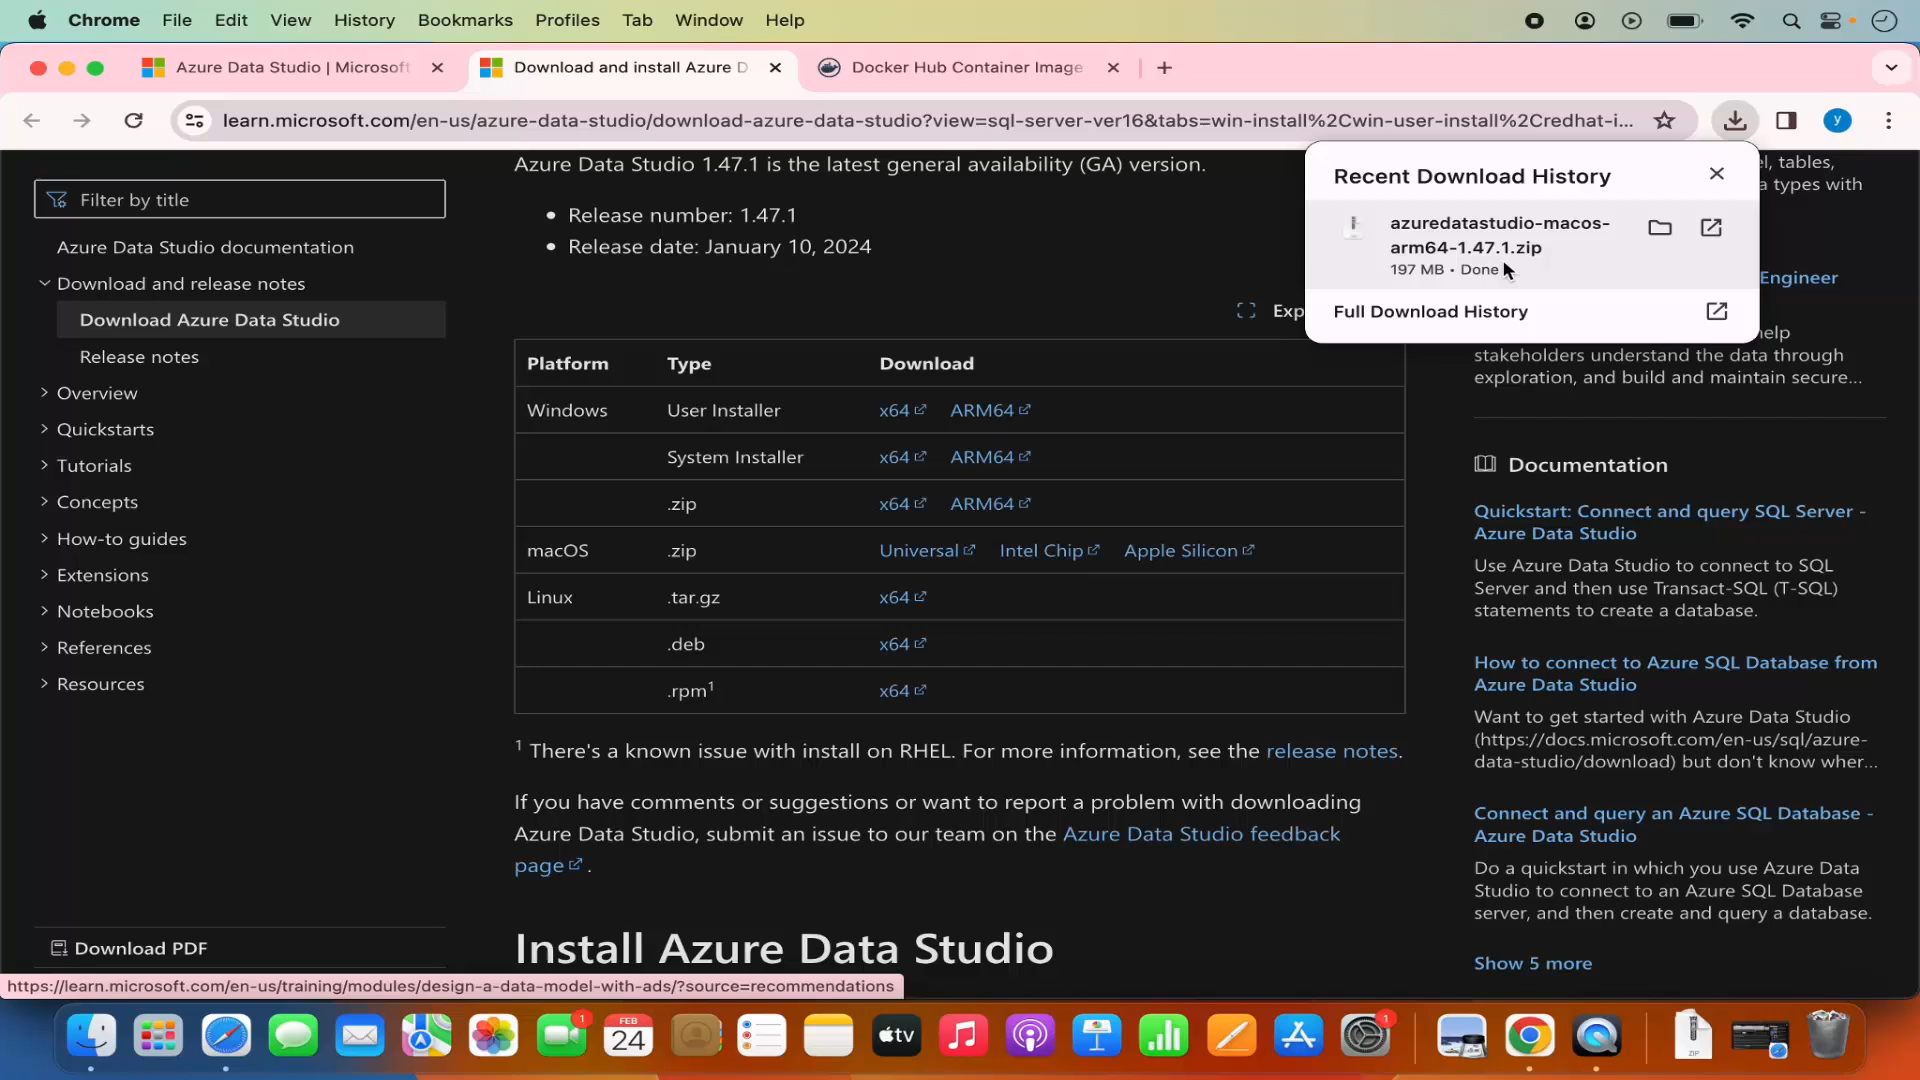 Chrome File Edit View History Bookmarks Profiles Tab Window Help
Azure Data Studio | Microsoft
Download and install Azure D
Docker Hub Container Image
learn.microsoft.com/en-us/azure-data-studio/download-azure-data-studio?view=sql-server-ver16&tabs=win-install%2Cwin-user-install%2Credhat-i...
y
Recent Download History
azuredatastudio-macos-
arm64-1.47.1.zip
197 MB • Done
Full Download History
Filter by title
Azure Data Studio documentation
Download and release notes
Download Azure Data Studio
Release notes
Overview
Quickstarts
Tutorials
Concepts
How-to guides
Extensions
Notebooks
References
Resources
Download PDF
Azure Data Studio 1.47.1 is the latest general availability (GA) version.
• Release number: 1.47.1
• Release date: January 10, 2024
Exp
Platform Type Download
Windows User Installer x64 ARM64
System Installer x64 ARM64
.zip x64 ARM64
macOS .zip Universal Intel Chip Apple Silicon
Linux .tar.gz x64
.deb x64
.rpm1 x64
1 There's a known issue with install on RHEL. For more information, see the release notes.
If you have comments or suggestions or want to report a problem with downloading
Azure Data Studio, submit an issue to our team on the Azure Data Studio feedback
page.
Install Azure Data Studio
l, tables,
a types with
Engineer
help
stakeholders understand the data through
exploration, and build and maintain secure...
Documentation
Quickstart: Connect and query SQL Server -
Azure Data Studio
Use Azure Data Studio to connect to SQL
Server and then use Transact-SQL (T-SQL)
statements to create a database.
How to connect to Azure SQL Database from
Azure Data Studio
Want to get started with Azure Data Studio
(https://docs.microsoft.com/en-us/sql/azure-
data-studio/download) but don't know wher...
Connect and query an Azure SQL Database -
Azure Data Studio
Do a quickstart in which you use Azure Data
Studio to connect to an Azure SQL Database
server, and then create and query a database.
Show 5 more
https://learn.microsoft.com/en-us/training/modules/design-a-data-model-with-ads/?source=recommendations
1
FEB
24
tv
1
ZIP